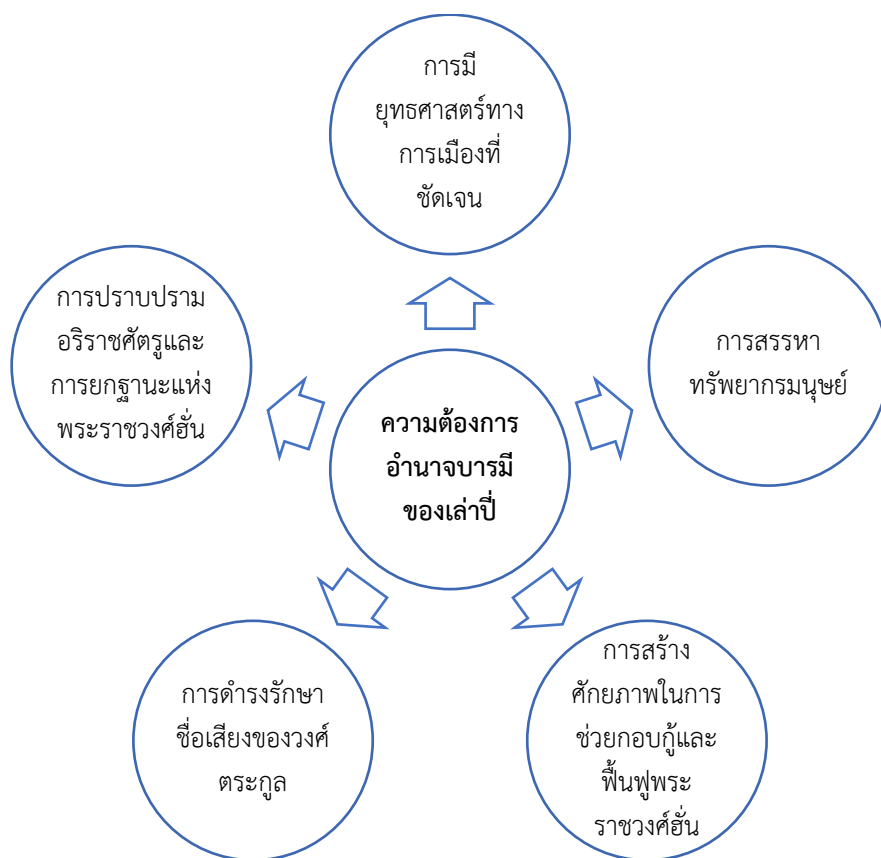 การมี
ยุทธศาสตร์ทาง
การเมืองที่
ชัดเจน
การปราบปราม
อริราชศัตรูและ
การยกฐานะแห่ง
พระราชวงศ์ฮั่น
การสรรหา
ทรัพยากรมนุษย์
ความต้องการ
อำนาจบารมี
ของเล่าปี่
การดำรงรักษา
ชื่อเสียงของวงศ์
ตระกูล
การสร้าง
ศักยภาพในการ
ช่วยกอบกู้และ
ฟื้นฟูพระ
ราชวงศ์ฮั่น